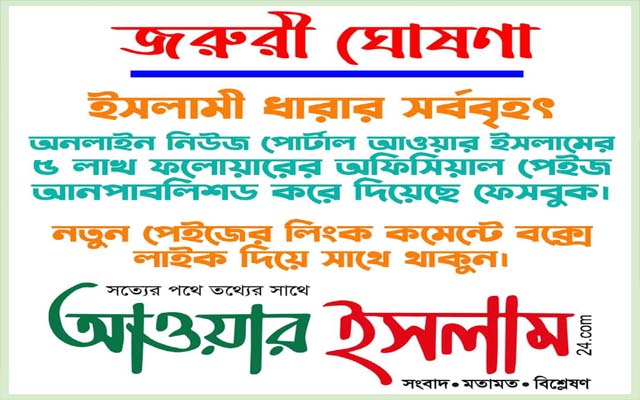 জরুরী ঘোষণা
ইসলামী ধারার সর্ববৃহৎ
অনলাইন নিউজ পোর্টাল আওয়ার ইসলামের
৫ লাখ ফলোয়ারের অফিসিয়াল পেইজ
আনপাবলিশড করে দিয়েছে ফেসবুক।
নতুন পেইজের লিংক কমেন্টে বক্সে
লাইক দিয়ে সাথে থাকুন।
সত্যের পথে তথ্যের সাথে
আওয়ার ইসলাম 24.com
সংবাদ • মতামত • বিশ্লেষণ